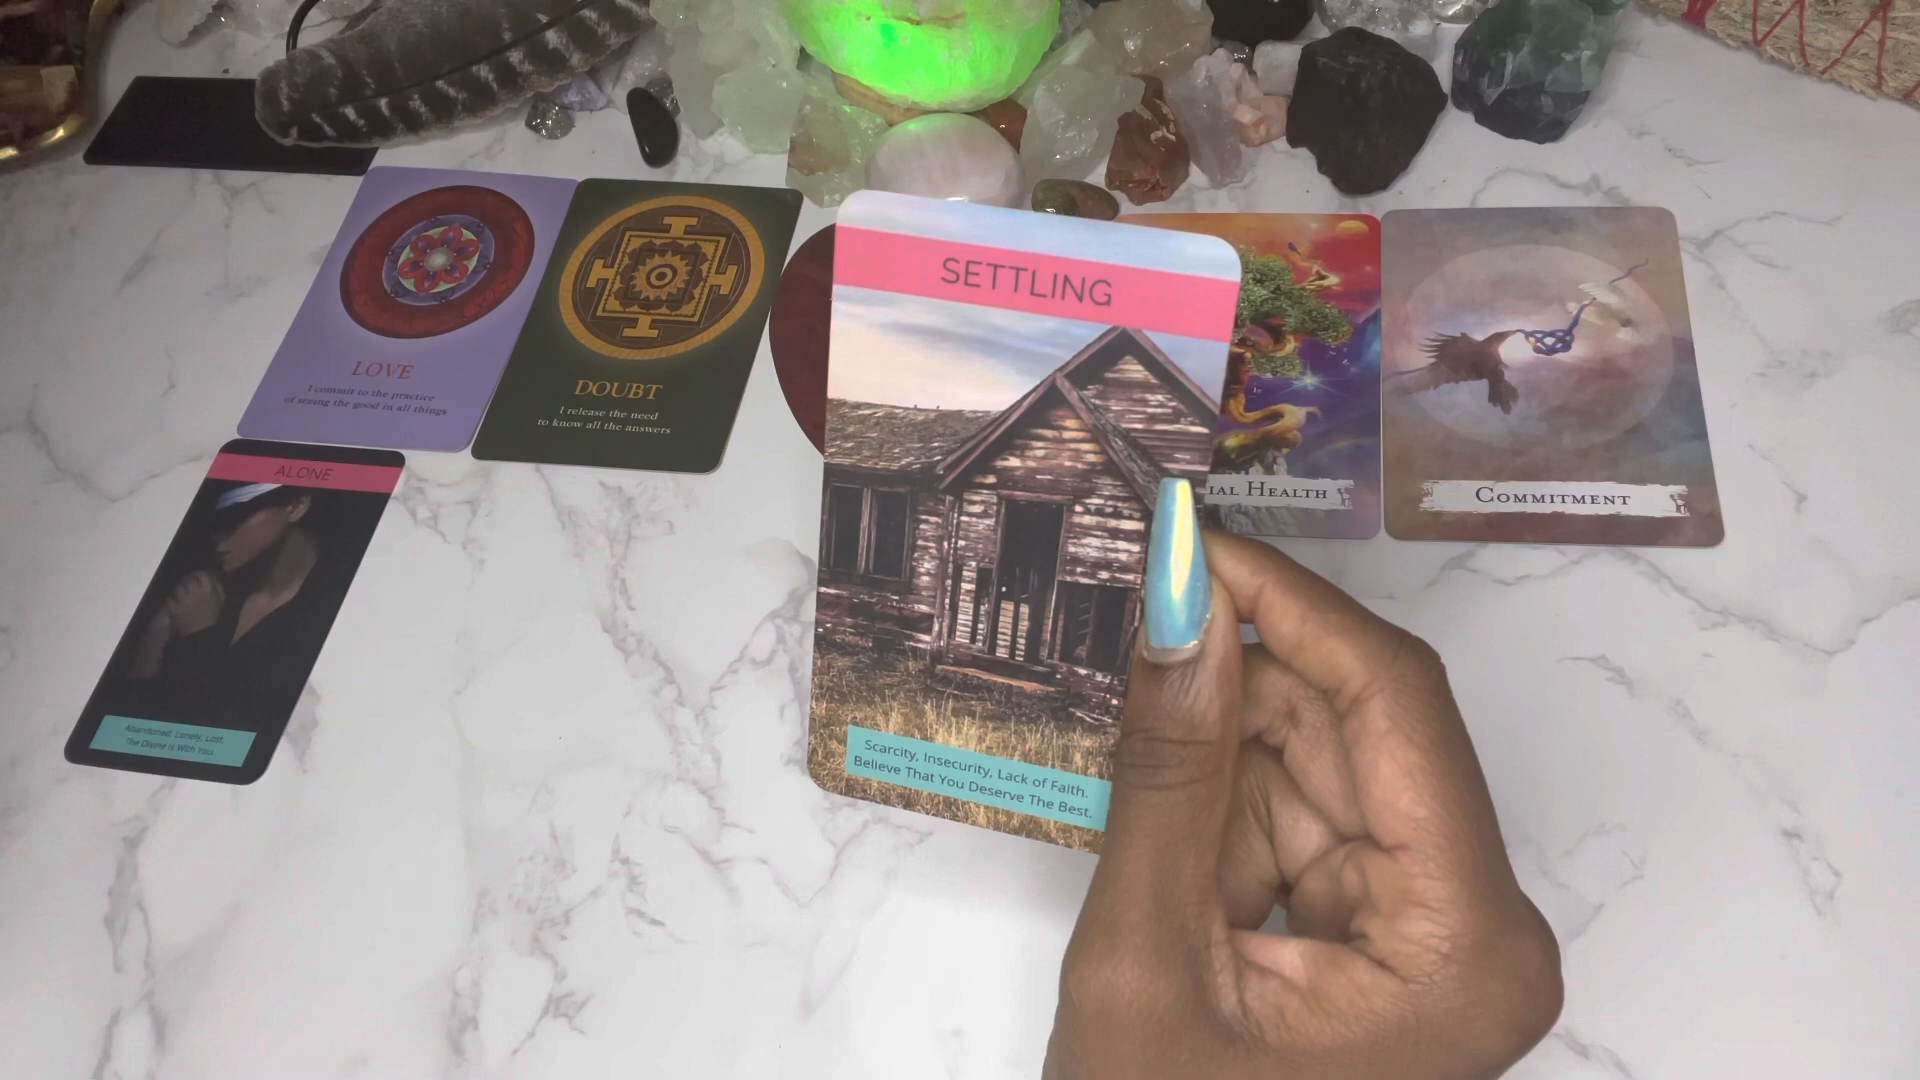 LOVE
I commit to the practice
of seeing the good in all things
DOUBT
I release the need
to know all the answers
ALONE
Abandoned, Lonely, Lost.
The Divine is With You.
SETTLING
Scarcity, Insecurity, Lack of Faith.
Believe That You Deserve The Best.
Health
Commitment